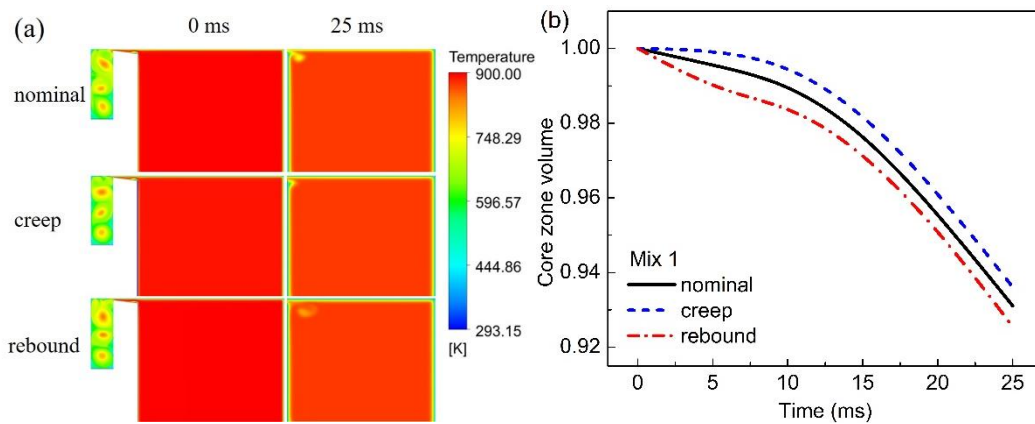 (a)
0 ms
25 ms
nominal
creep
rebound
Temperature
900.00
748.29
596.57
444.86
293.15
[K]
(b)
Core zone volume
1.00
0.98
0.96
0.94
0.92
Mix 1
nominal
creep
rebound
0
5
10
15
20
25
Time (ms)